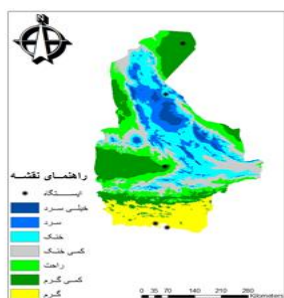 راهنمای نقشه
ایستگاه
خیلی سرد
سرد
خنک
کمی خنک
راحت
کمی گرم
گرم
0 35 70 140 210 280
Kilometers